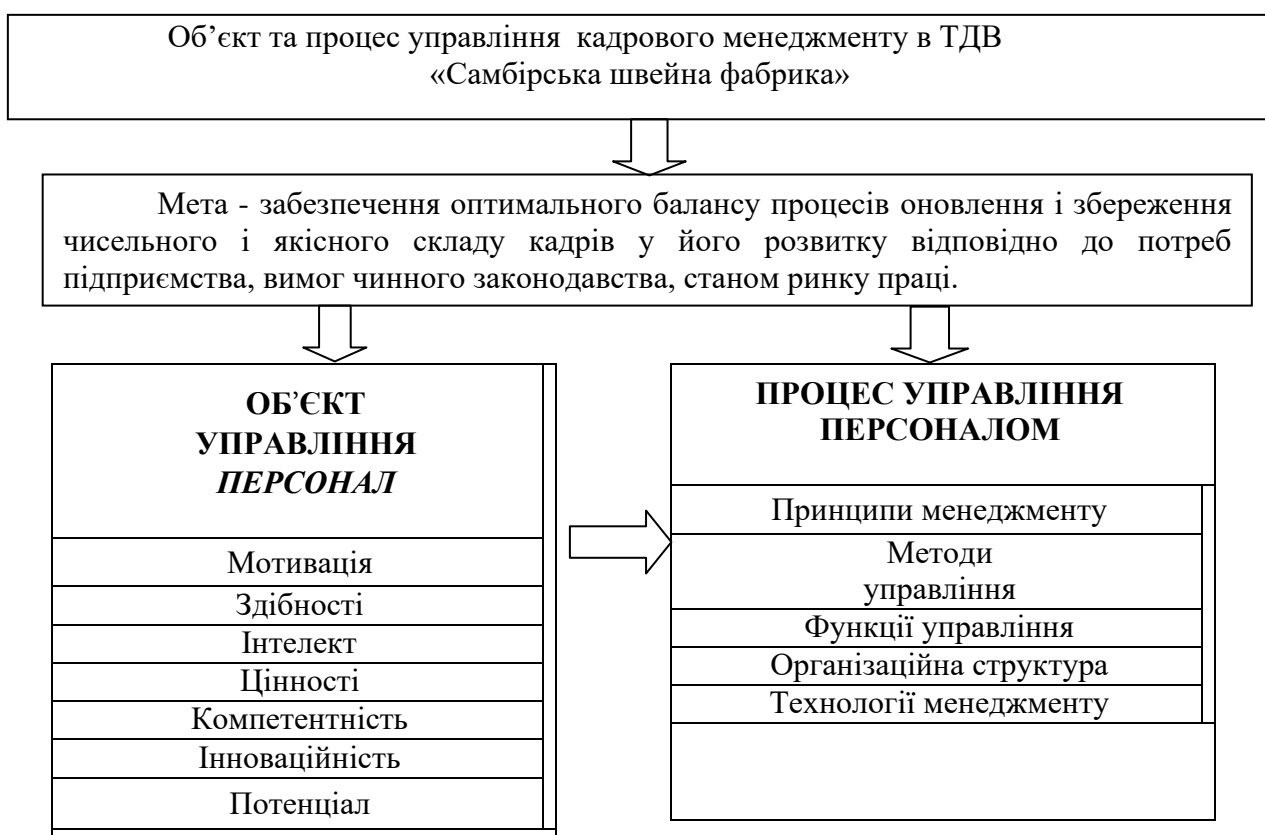 Об’єкт та процес управління кадрового менеджменту в ТДВ
«Самбірська швейна фабрика»
Мета - забезпечення оптимального балансу процесів оновлення і збереження
чисельного і якісного складу кадрів у його розвитку відповідно до потреб
підприємства, вимог чинного законодавства, станом ринку праці.
ОБ’ЄКТ
УПРАВЛІННЯ
ПЕРСОНАЛ
Мотивація
Здібності
Інтелект
Цінності
Компетентність
Інноваційність
Потенціал
ПРОЦЕС УПРАВЛІННЯ
ПЕРСОНАЛОМ
Принципи менеджменту
Методи
управління
Функції управління
Організаційна структура
Технології менеджменту